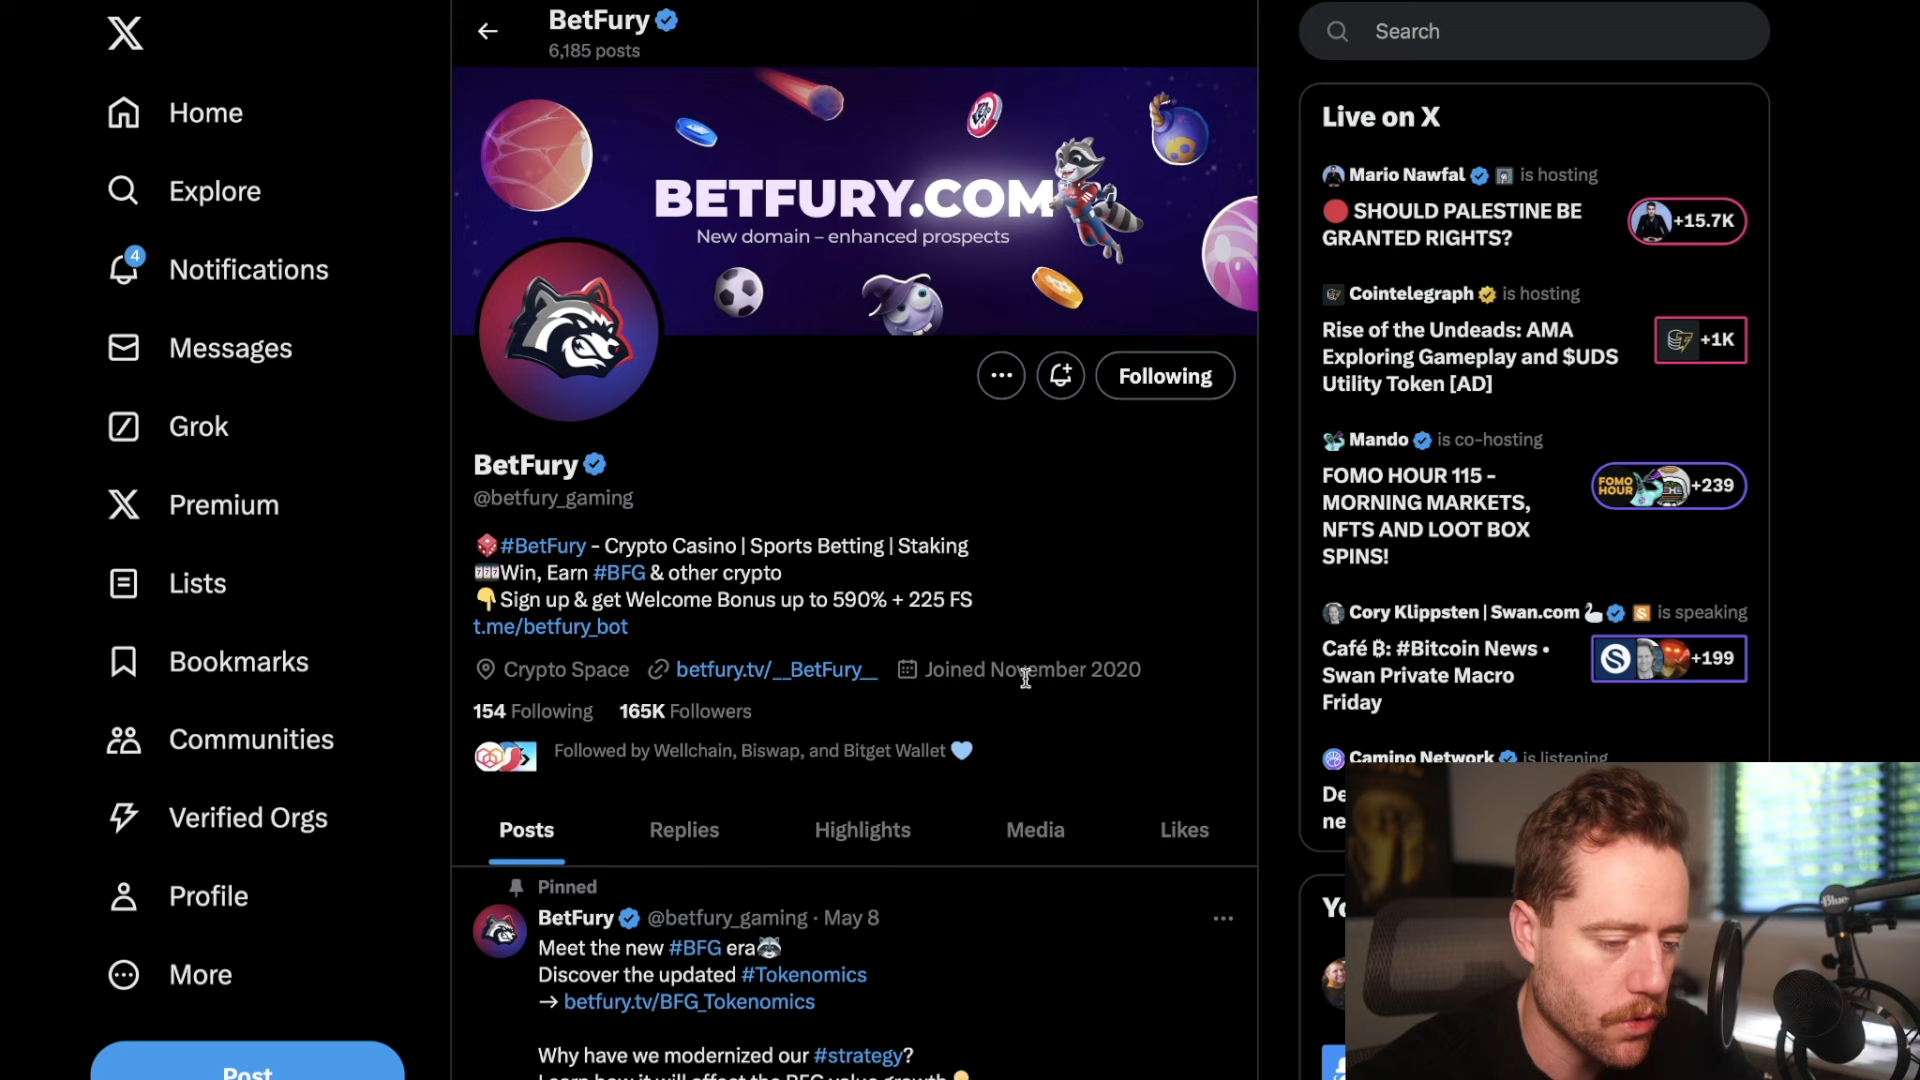 BetFury
6,185 posts
BETFURY.COM
New domain – enhanced prospects
Following
BetFury
@betfury_gaming
#BetFury - Crypto Casino | Sports Betting | Staking
Win, Earn #BFG & other crypto
Sign up & get Welcome Bonus up to 590% + 225 FS
t.me/betfury_bot
Crypto Space betfury.tv/__BetFury__ Joined November 2020
154 Following 165K Followers
Followed by Wellchain, Biswap, and Bitget Wallet
Posts Replies Highlights Media Likes
Pinned
BetFury @betfury_gaming · May 8
Meet the new #BFG era
Discover the updated #Tokenomics
→ betfury.tv/BFG_Tokenomics
Why have we modernized our #strategy?
Home
Explore
4
Notifications
Messages
Grok
Premium
Lists
Bookmarks
Communities
Verified Orgs
Profile
More
Post
Search
Live on X
Mario Nawfal is hosting
SHOULD PALESTINE BE
GRANTED RIGHTS?
+15.7K
Cointelegraph is hosting
Rise of the Undeads: AMA
Exploring Gameplay and $UDS
Utility Token [AD]
+1K
Mando is co-hosting
FOMO HOUR 115 -
MORNING MARKETS,
NFTS AND LOOT BOX
SPINS!
FOMO
HOUR
+239
Cory Klippsten | Swan.com is speaking
Café ₿: #Bitcoin News •
Swan Private Macro
Friday
+199
Camino Network is listening
Blue